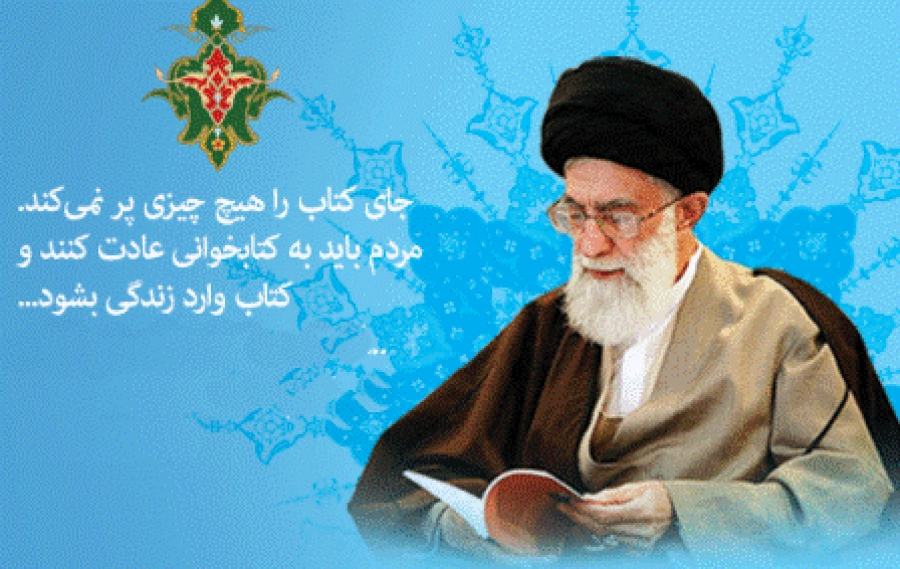 جای کتاب را هیچ چیزی پر نمی‌کند.
مردم باید به کتابخوانی عادت کنند و
کتاب وارد زندگی بشود...
...